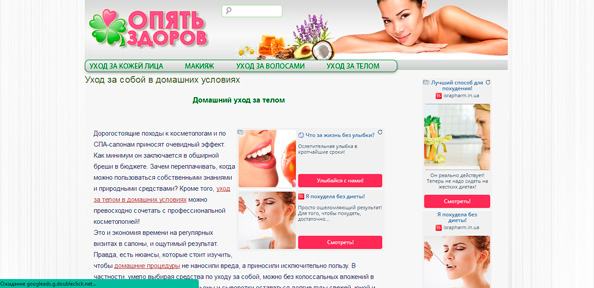 ОПЯТЬ
ЗДОРОВ
УХОД ЗА КОЖЕЙ ЛИЦА МАКИЯЖ УХОД ЗА ВОЛОСАМИ УХОД ЗА ТЕЛОМ
Уход за собой в домашних условиях
Домашний уход за телом
Дорогостоящие походы к косметологам и по
СПА-салонам приносят очевидный эффект.
Как минимум он заключается в обширной
бреши в бюджете. Зачем переплачивать, когда
можно пользоваться собственными знаниями
и природными средствами? Кроме того, уход
за телом в домашних условиях можно
превосходно сочетать с профессиональной
косметологией!
Это и экономия времени на регулярных
визитах в салоны, и ощутимый результат.
Правда, есть нюансы, которые стоит изучить,
чтобы домашние процедуры не наносили вреда, а приносили исключительно пользу. В
частности, умело выбирая средства по уходу за собой, можно без колоссальных вложений в
Что за жизнь без улыбки?
Ослепительная улыбка в
кротчайшие сроки!
Улыбайся с нами!
Я похудела без диеты!
Просто ошеломляющий результат!
Для того, чтобы похудеть,
достаточно...
Смотреть!
Лучший способ для
похудения!
israpharm.in.ua
Он реально действует!
Теперь не надо сидеть на
жестких диетах!
Смотреть!
Я похудела без
диеты!
israpharm.in.ua
Ожидание googleads.g.doubleclick.net...